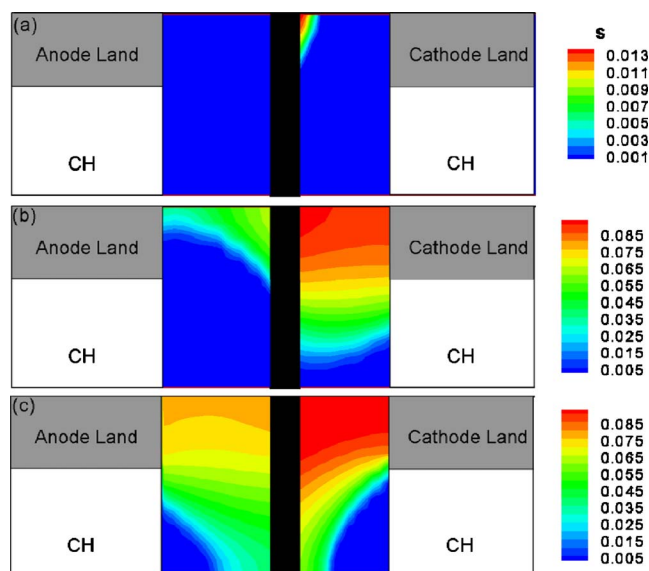 (a)
Anode Land
Cathode Land
CH
CH
s
0.013
0.011
0.009
0.007
0.005
0.003
0.001
(b)
Anode Land
Cathode Land
CH
CH
0.085
0.075
0.065
0.055
0.045
0.035
0.025
0.015
0.005
(c)
Anode Land
Cathode Land
CH
CH
0.085
0.075
0.065
0.055
0.045
0.035
0.025
0.015
0.005